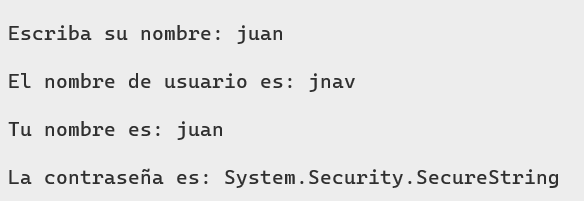 Escriba su nombre: juan
El nombre de usuario es: jnav
Tu nombre es: juan
La contraseña es: System.Security.SecureString